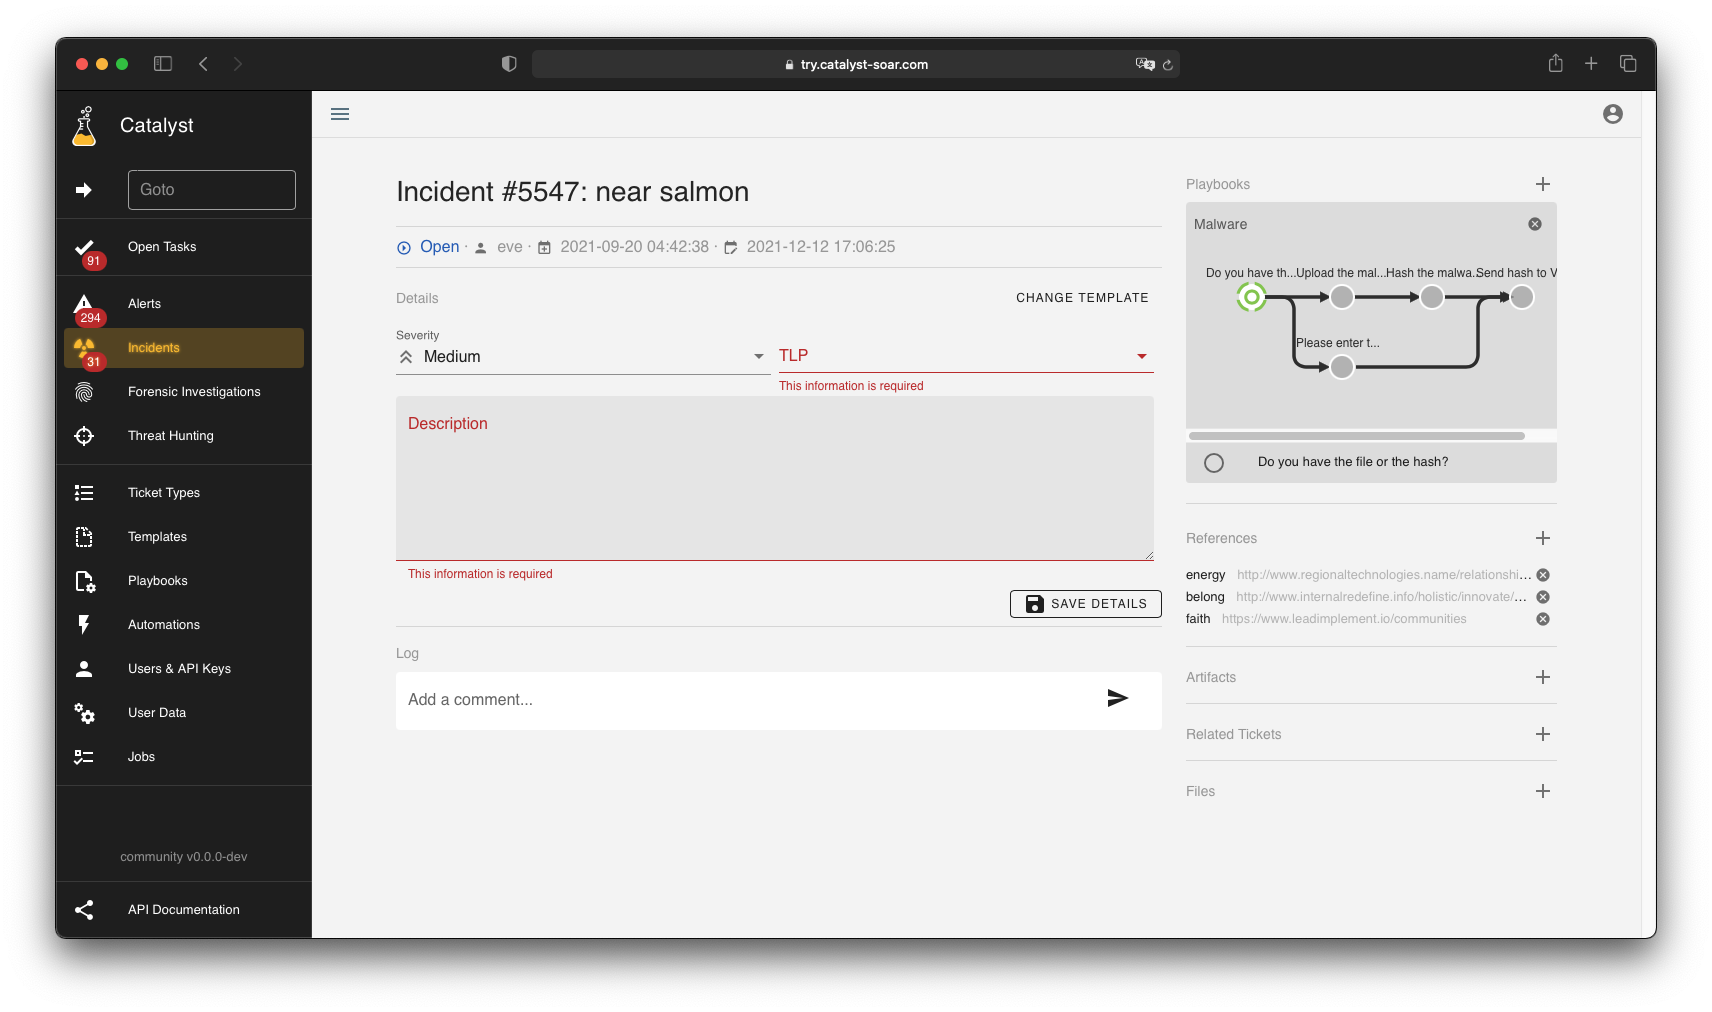 try.catalyst-soar.com
Catalyst
Goto
Open Tasks
91
Alerts
294
Incidents
31
Forensic Investigations
Threat Hunting
Ticket Types
Templates
Playbooks
Automations
Users & API Keys
User Data
Jobs
community v0.0.0-dev
API Documentation
Incident #5547: near salmon
Open · eve · 2021-09-20 04:42:38 · 2021-12-12 17:06:25
Details
CHANGE TEMPLATE
Severity
Medium
TLP
This information is required
Description
This information is required
SAVE DETAILS
Log
Add a comment...
Playbooks
Malware
Do you have th...Upload the mal...Hash the malwa...Send hash to V
Please enter t...
Do you have the file or the hash?
References
energy http://www.regionaltechnologies.name/relationshi...
belong http://www.internalredefine.info/holistic/innovate/...
faith https://www.leadimplement.io/communities
Artifacts
Related Tickets
Files